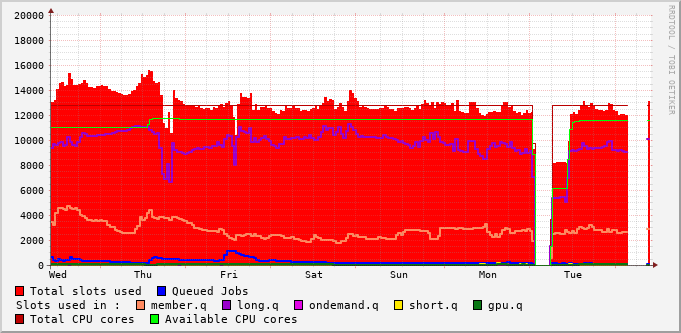 20000
18000
16000
14000
12000
10000
8000
6000
4000
2000
0
Wed Thu Fri Sat Sun Mon Tue
Total slots used Queued Jobs
Slots used in : member.q long.q ondemand.q short.q gpu.q
Total CPU cores Available CPU cores
RRDTOOL / TOBI OETIKER